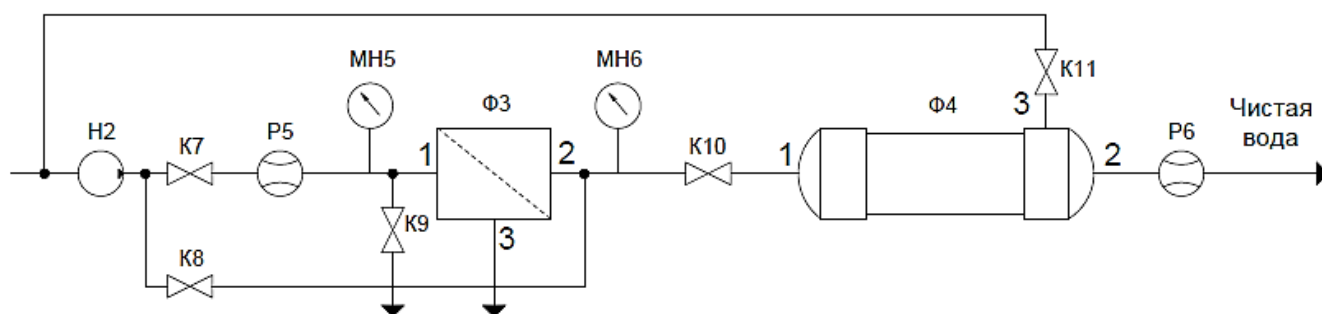 МН5
МН6
К11
Ф3
Ф4
3
Чистая
вода
Н2
К7
Р5
1
2
К10
1
2
Р6
К9
3
К8